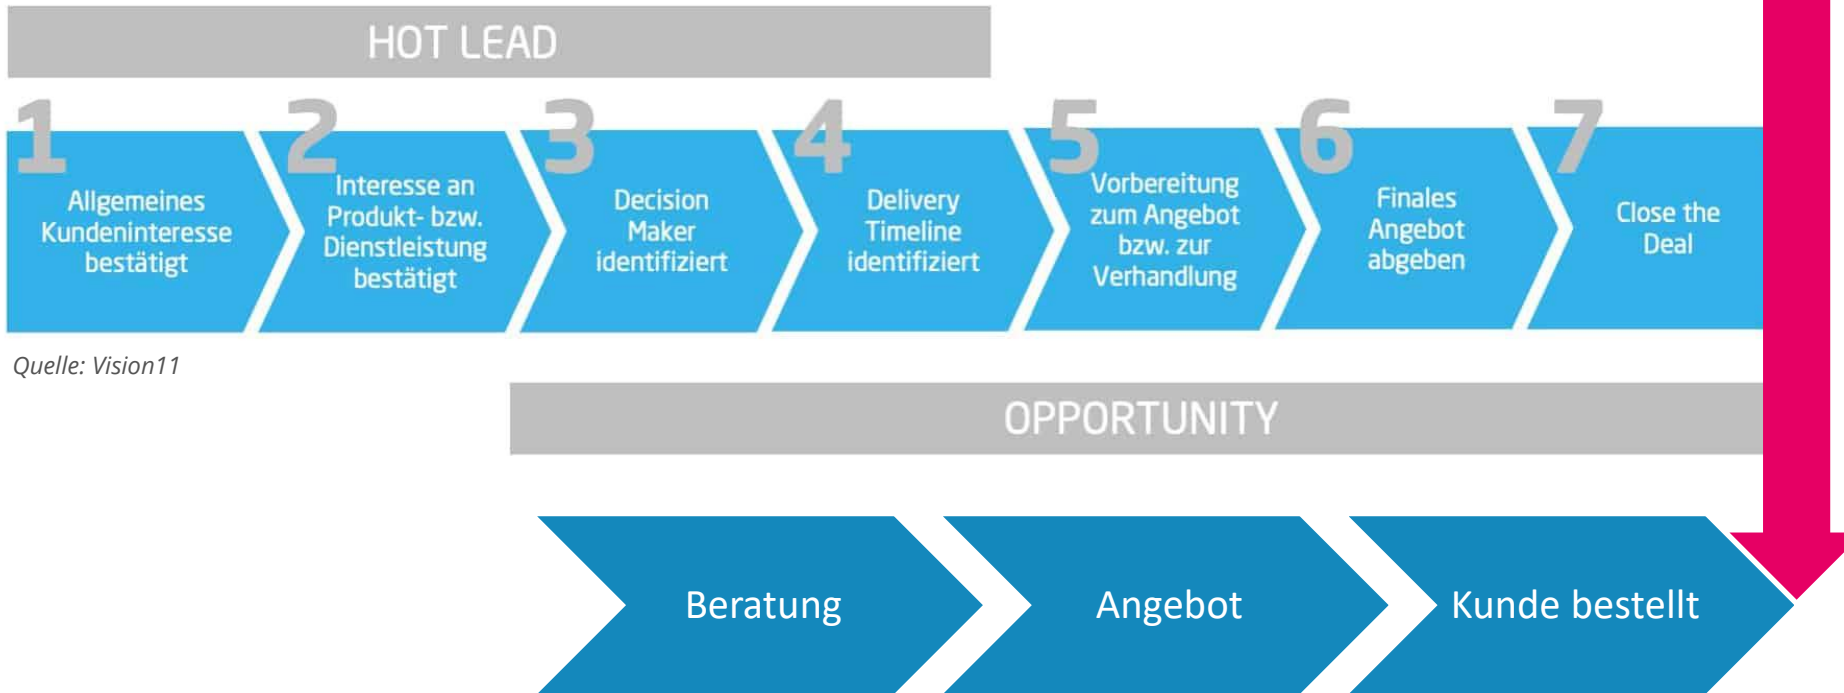 HOT LEAD
1
Allgemeines
Kundeninteresse
bestätigt
2
Interesse an
Produkt- bzw.
Dienstleistung
bestätigt
3
Decision
Maker
identifiziert
4
Delivery
Timeline
identifiziert
5
Vorbereitung
zum Angebot
bzw. zur
Verhandlung
6
Finales
Angebot
abgeben
7
Close the
Deal
Quelle: Vision11
OPPORTUNITY
Beratung
Angebot
Kunde bestellt